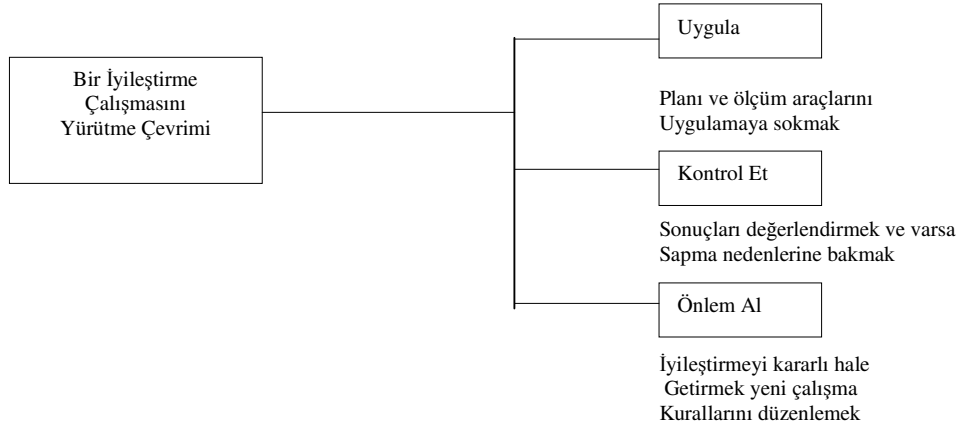 Bir İyileştirme
Çalışmasını
Yürütme Çevrimi
Uygula
Planı ve ölçüm araçlarını
Uygulamaya sokmak
Kontrol Et
Sonuçları değerlendirmek ve varsa
Sapma nedenlerine bakmak
Önlem Al
İyileştirmeyi kararlı hale
Getirmek yeni çalışma
Kurallarını düzenlemek